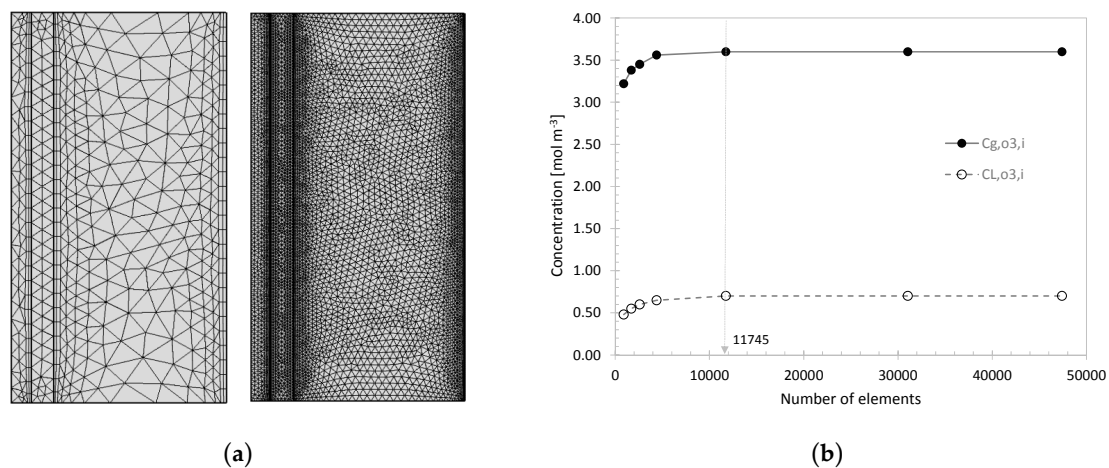 4.00
3.50
3.00
2.50
2.00
1.50
1.00
0.50
0.00
Concentration [mol m⁻³]
Cg,o3,i
CL,o3,i
11745
0 10000 20000 30000 40000 50000
Number of elements
(a) (b)